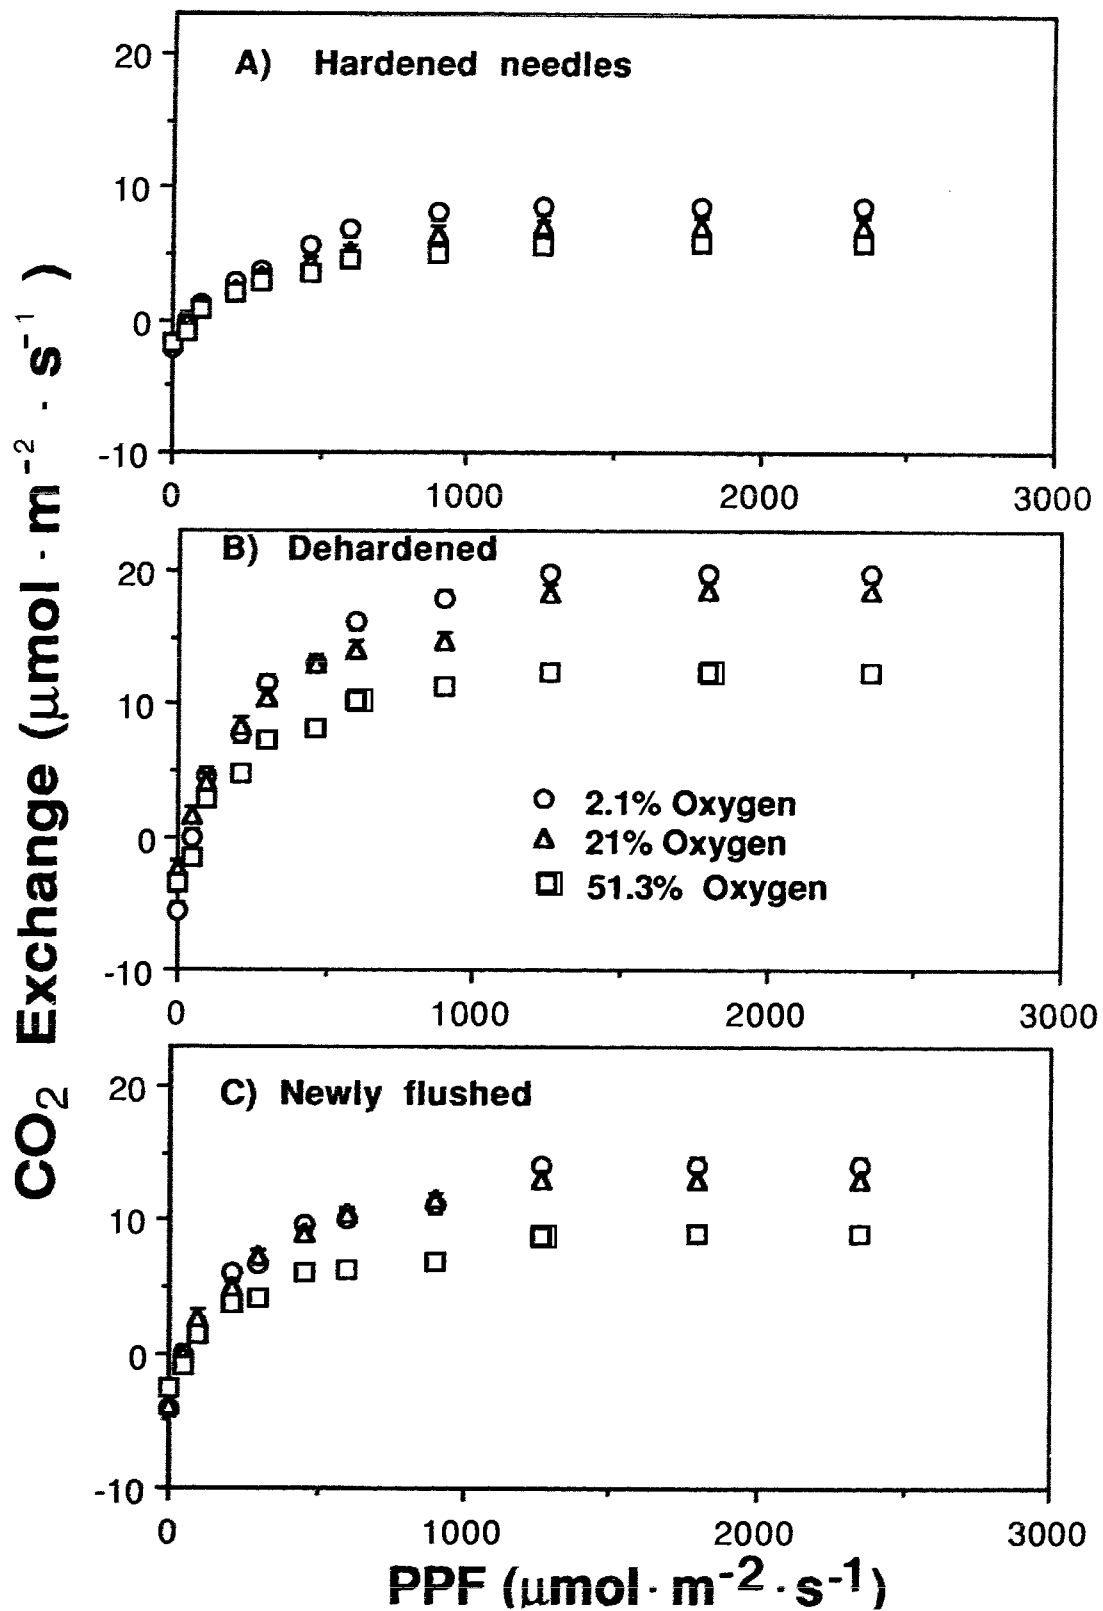 CO2 Exchange (μmol · m-2 · s-1)
A) Hardened needles
20
10
0
-10
0 1000 2000 3000
B) Dehardened
20
10
0
-10
2.1% Oxygen
21% Oxygen
51.3% Oxygen
0 1000 2000 3000
C) Newly flushed
20
10
0
-10
0 1000 2000 3000
PPF (μmol · m-2 · s-1)